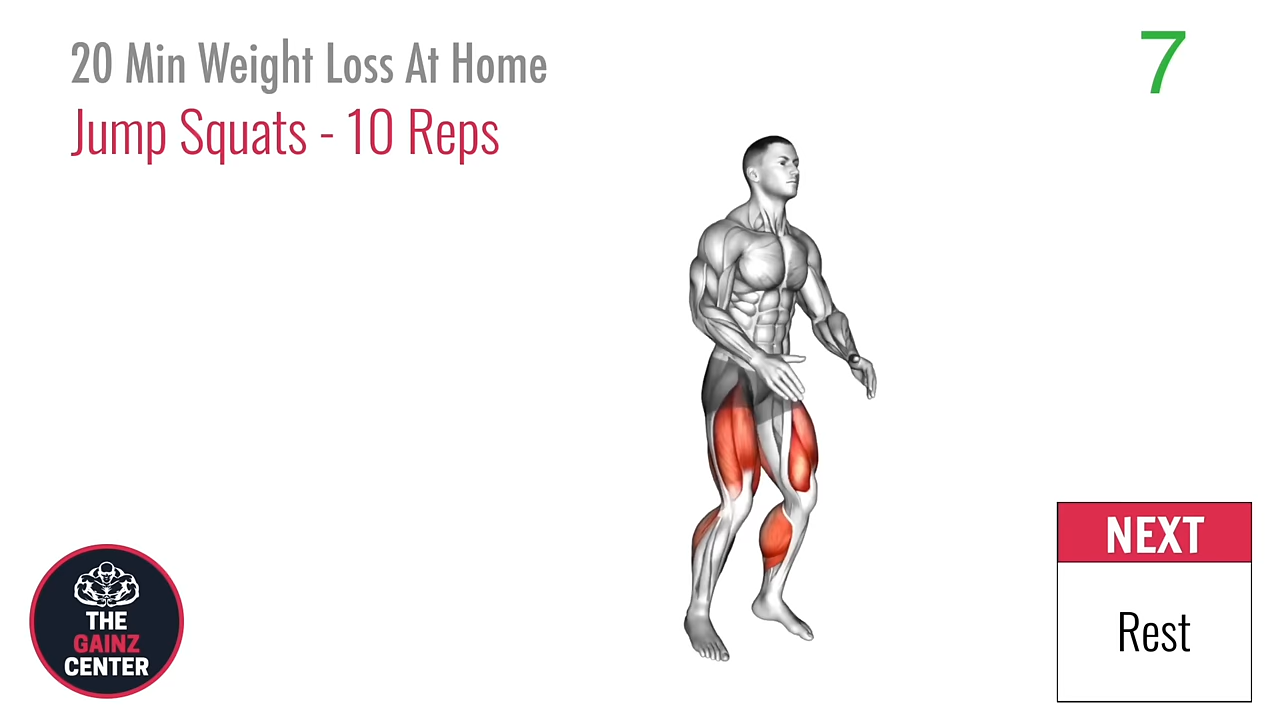 20 Min Weight Loss At Home
Jump Squats - 10 Reps
7
NEXT
Rest
THE
GAINZ
CENTER